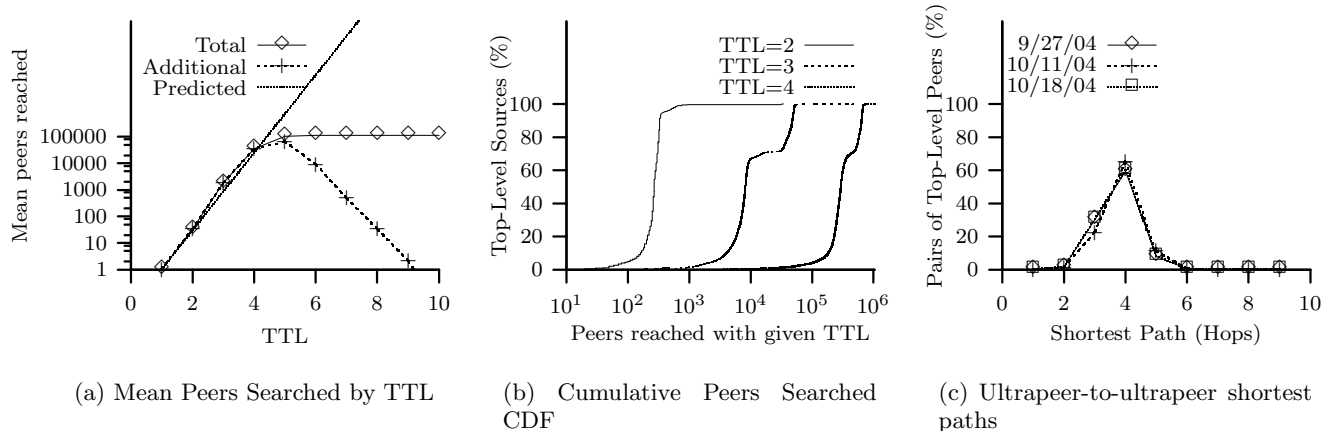 Mean peers reached
100000
10000
1000
100
10
1
0 2 4 6 8 10
TTL
Total
Additional
Predicted
(a) Mean Peers Searched by TTL
Top-Level Sources (%)
100
80
60
40
20
0
10^1 10^2 10^3 10^4 10^5 10^6
Peers reached with given TTL
TTL=2
TTL=3
TTL=4
(b) Cumulative Peers Searched
CDF
Pairs of Top-Level Peers (%)
100
80
60
40
20
0
0 2 4 6 8 10
Shortest Path (Hops)
9/27/04
10/11/04
10/18/04
(c) Ultrapeer-to-ultrapeer shortest
paths